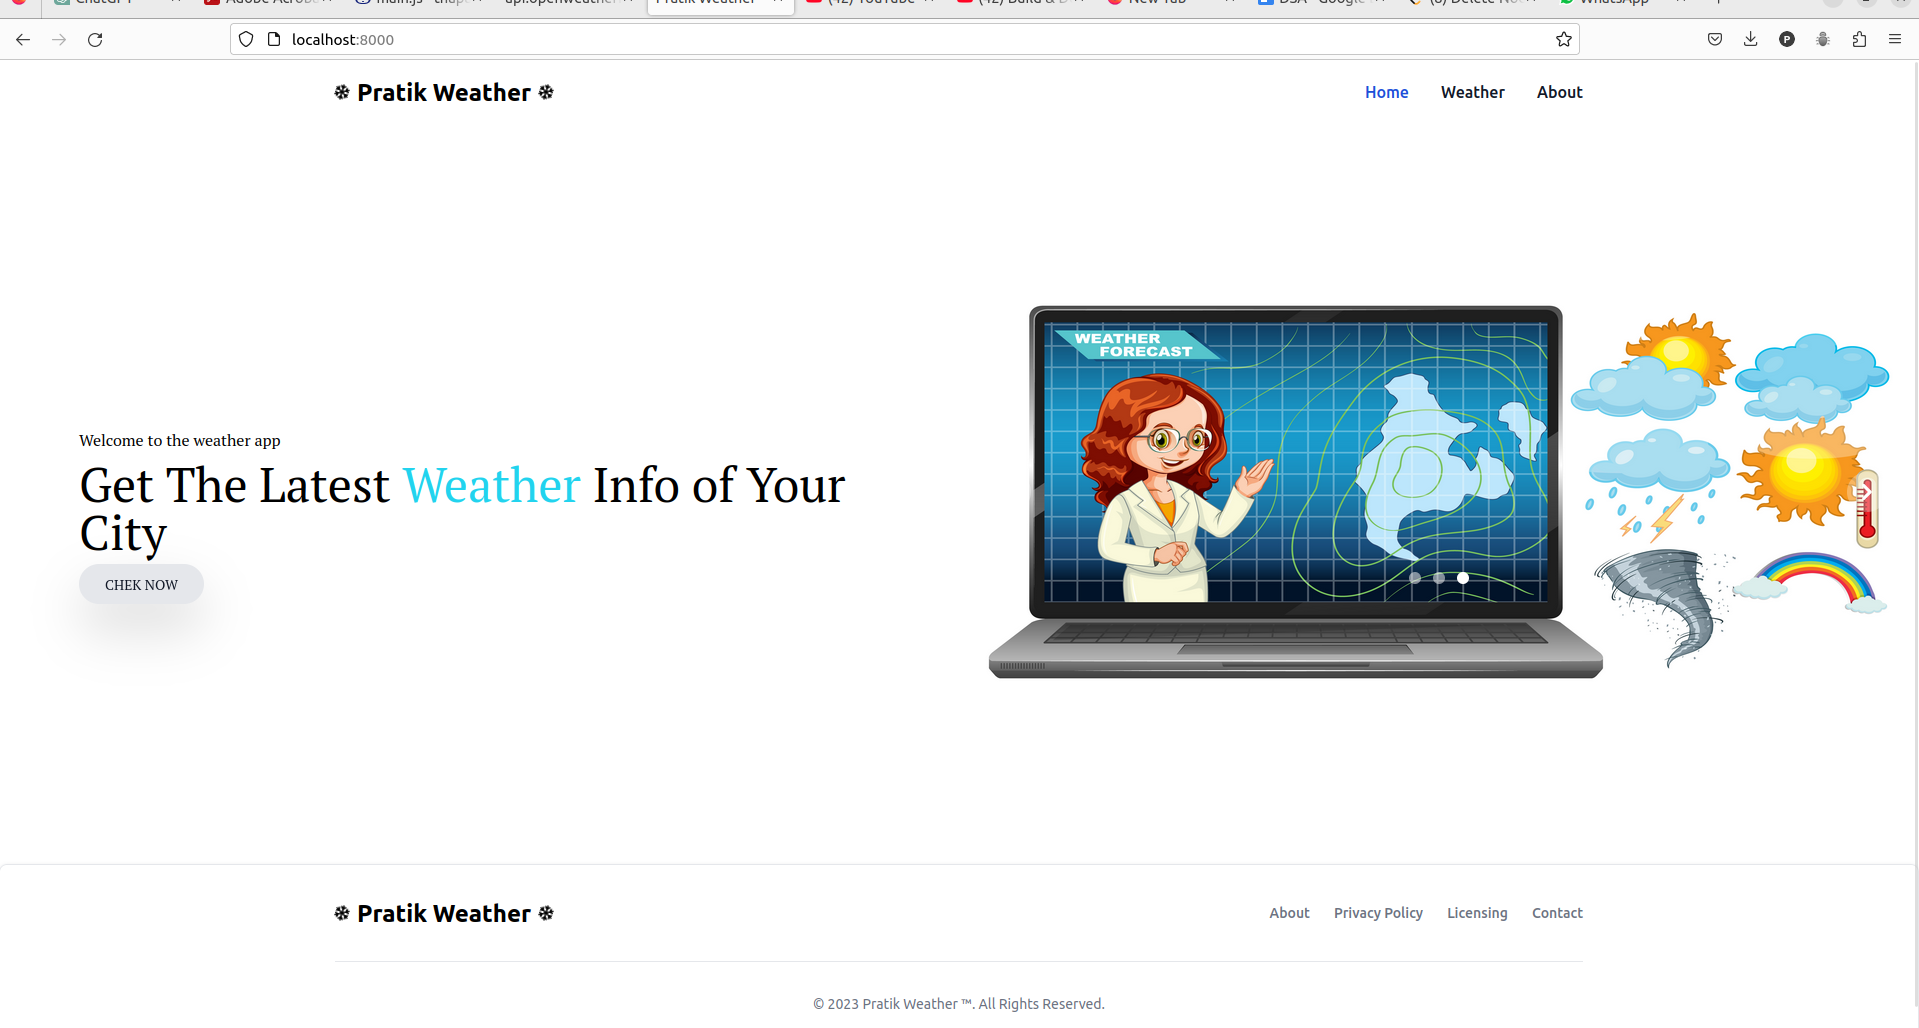 localhost:8000
Pratik Weather
Home Weather About
WEATHER
FORECAST
Welcome to the weather app
Get The Latest Weather Info of Your
City
CHEK NOW
Pratik Weather
About Privacy Policy Licensing Contact
© 2023 Pratik Weather ™. All Rights Reserved.